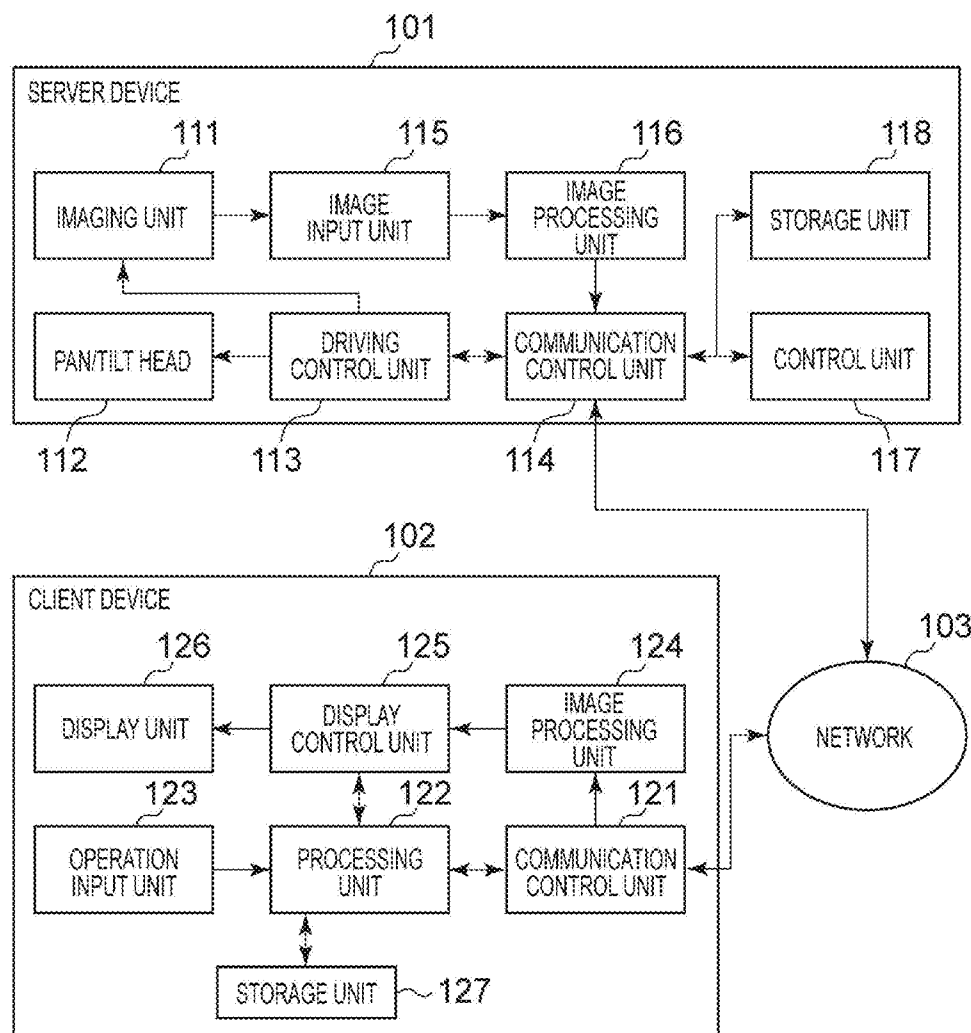 101
SERVER DEVICE
111
115
116
118
IMAGING UNIT
IMAGE
INPUT UNIT
IMAGE
PROCESSING
UNIT
STORAGE UNIT
PAN/TILT HEAD
DRIVING
CONTROL UNIT
COMMUNICATION
CONTROL UNIT
CONTROL UNIT
112
113
114
117
102
CLIENT DEVICE
103
126
125
124
DISPLAY UNIT
DISPLAY
CONTROL UNIT
IMAGE
PROCESSING
UNIT
NETWORK
123
122
121
OPERATION
INPUT UNIT
PROCESSING
UNIT
COMMUNICATION
CONTROL UNIT
STORAGE UNIT
127